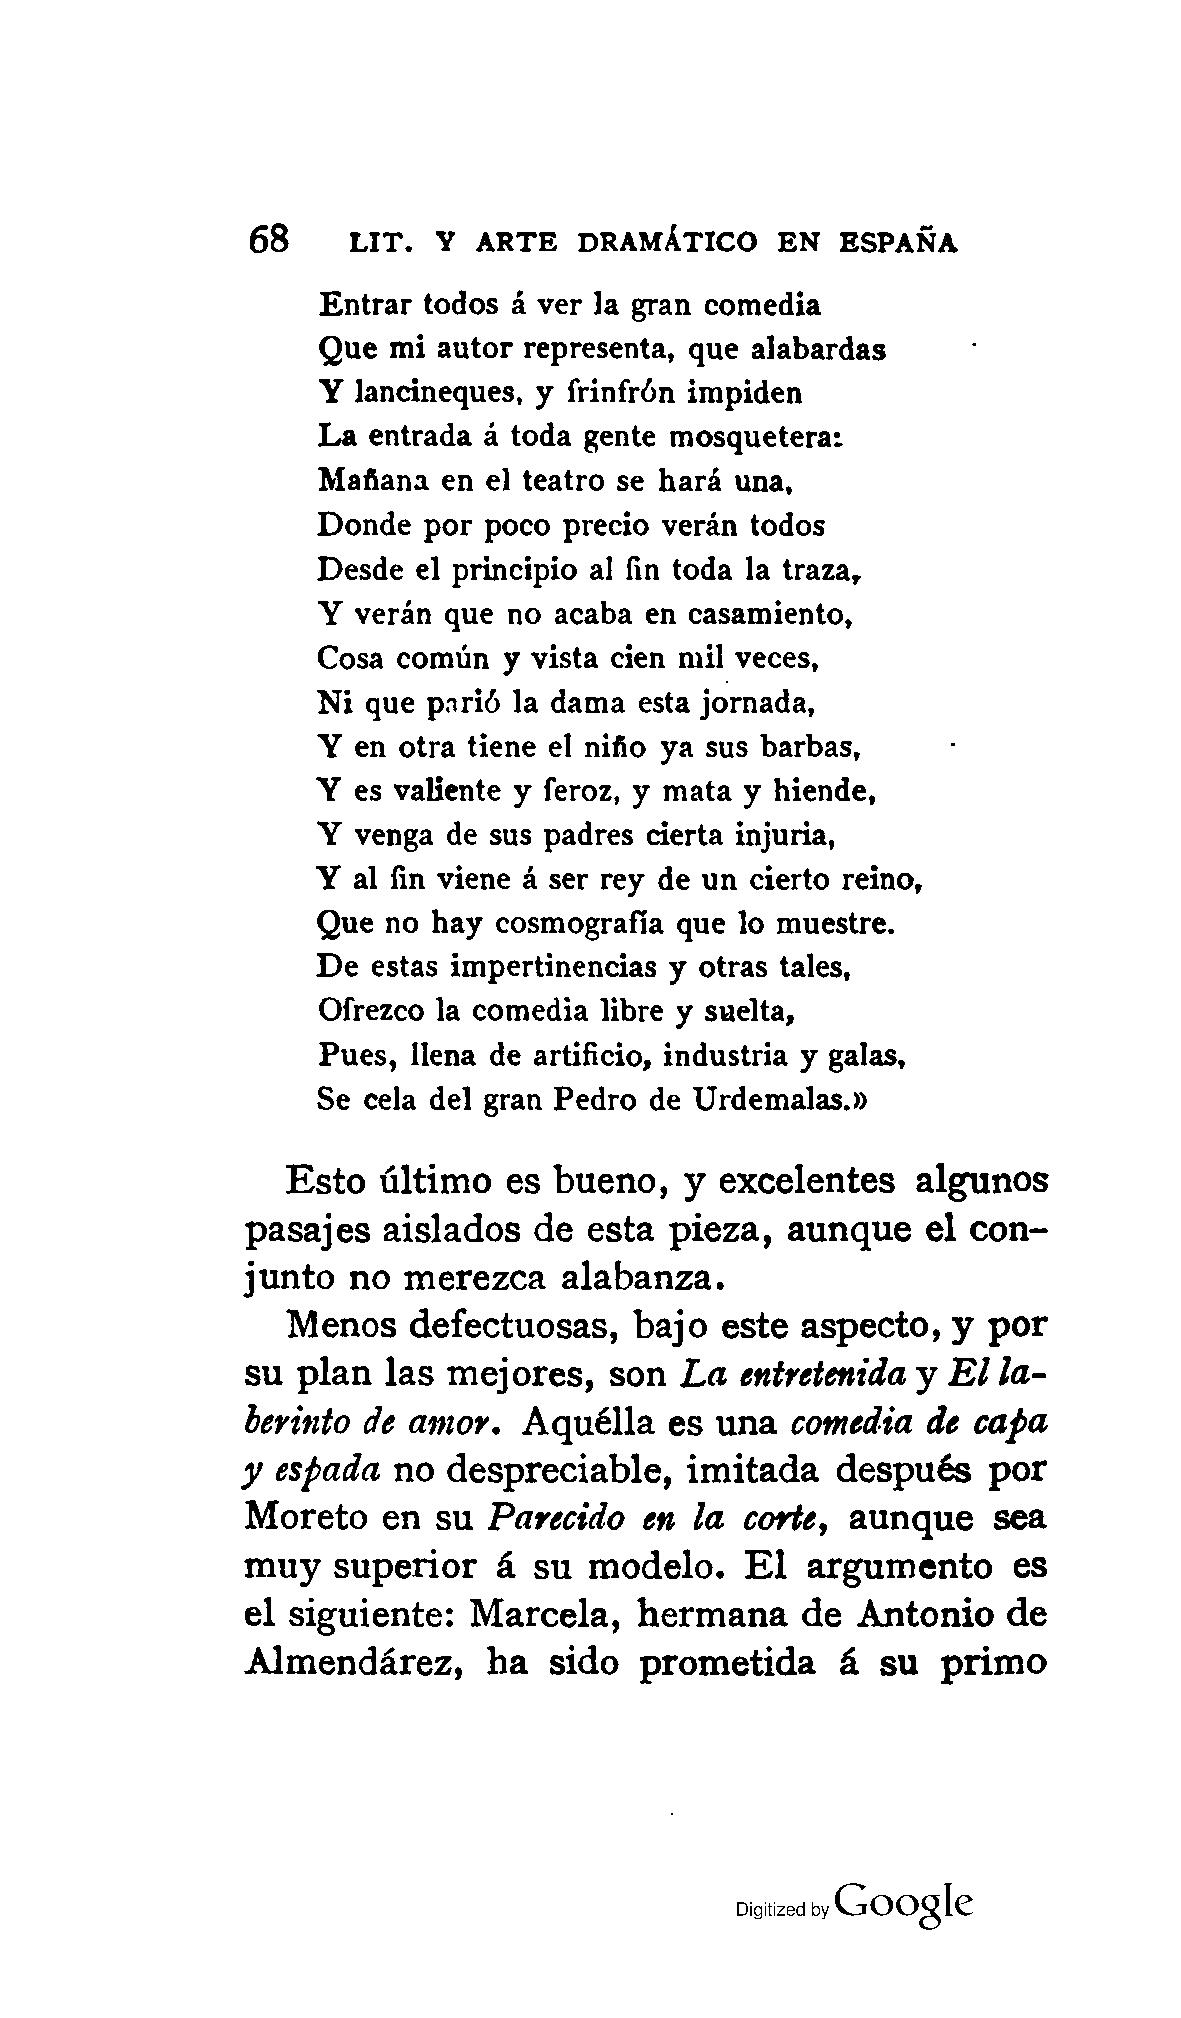 68 LIT. Y ARTE DRAMÁTICO EN ESPAÑA
Entrar todos á ver la gran comedia
Que mi autor representa, que alabardas
Y lancineques, y frinfrón impiden
La entrada á toda gente mosquetera:
Mañana en el teatro se hará una,
Donde por poco precio verán todos
Desde el principio al fin toda la traza,
Y verán que no acaba en casamiento,
Cosa común y vista cien mil veces,
Ni que parió la dama esta jornada,
Y en otra tiene el niño ya sus barbas,
Y es valiente y feroz, y mata y hiende,
Y venga de sus padres cierta injuria,
Y al fin viene á ser rey de un cierto reino,
Que no hay cosmografía que lo muestre.
De estas impertinencias y otras tales,
Ofrezco la comedia libre y suelta,
Pues, llena de artificio, industria y galas,
Se cela del gran Pedro de Urdemalas.»
Esto último es bueno, y excelentes algunos
pasajes aislados de esta pieza, aunque el con-
junto no merezca alabanza.
Menos defectuosas, bajo este aspecto, y por
su plan las mejores, son La entretenida y El la-
berinto de amor. Aquélla es una comedia de capa
y espada no despreciable, imitada después por
Moreto en su Parecido en la corte, aunque sea
muy superior á su modelo. El argumento es
el siguiente: Marcela, hermana de Antonio de
Almendárez, ha sido prometida á su primo
Digitized by Google